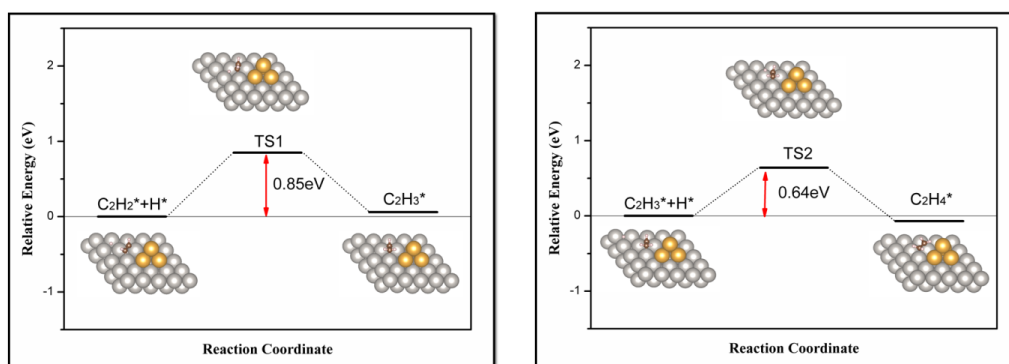 Relative Energy (eV)
2
1
0
-1
TS1
0.85eV
C2H2*+H*
C2H3*
Reaction Coordinate
Relative Energy (eV)
2
1
0
-1
TS2
0.64eV
C2H3*+H*
C2H4*
Reaction Coordinate